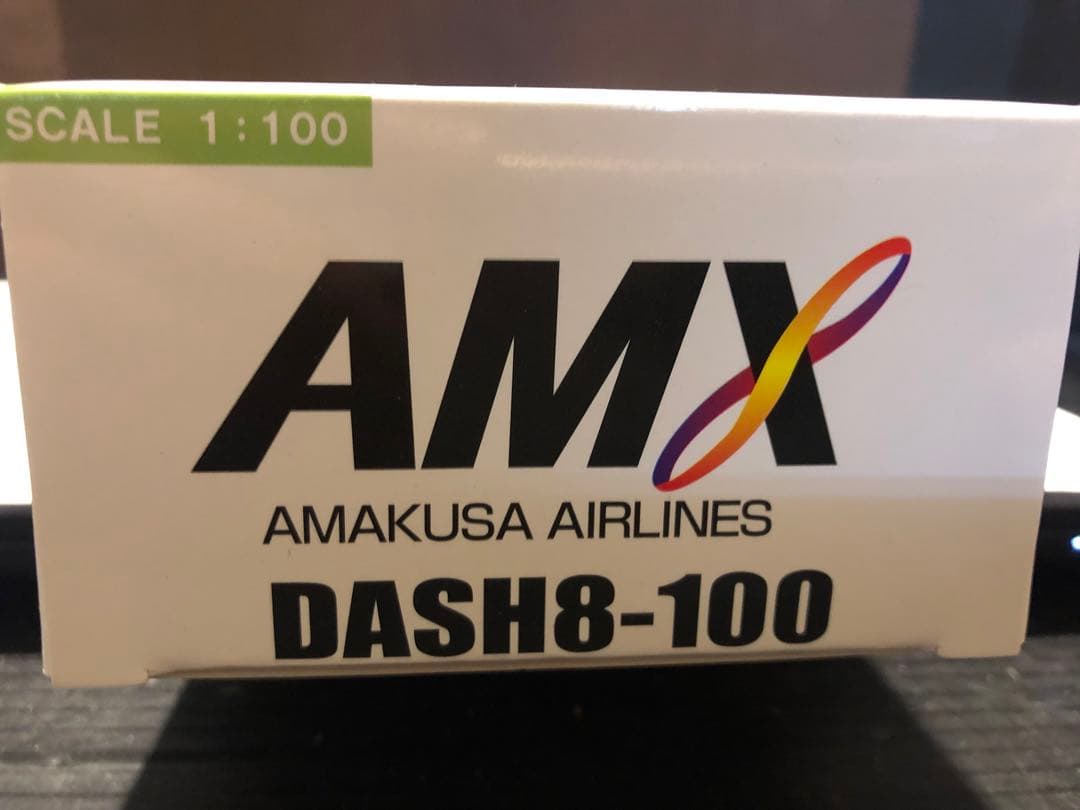 SCALE 1:100
AMX
AMAKUSA AIRLINES
DASH8-100